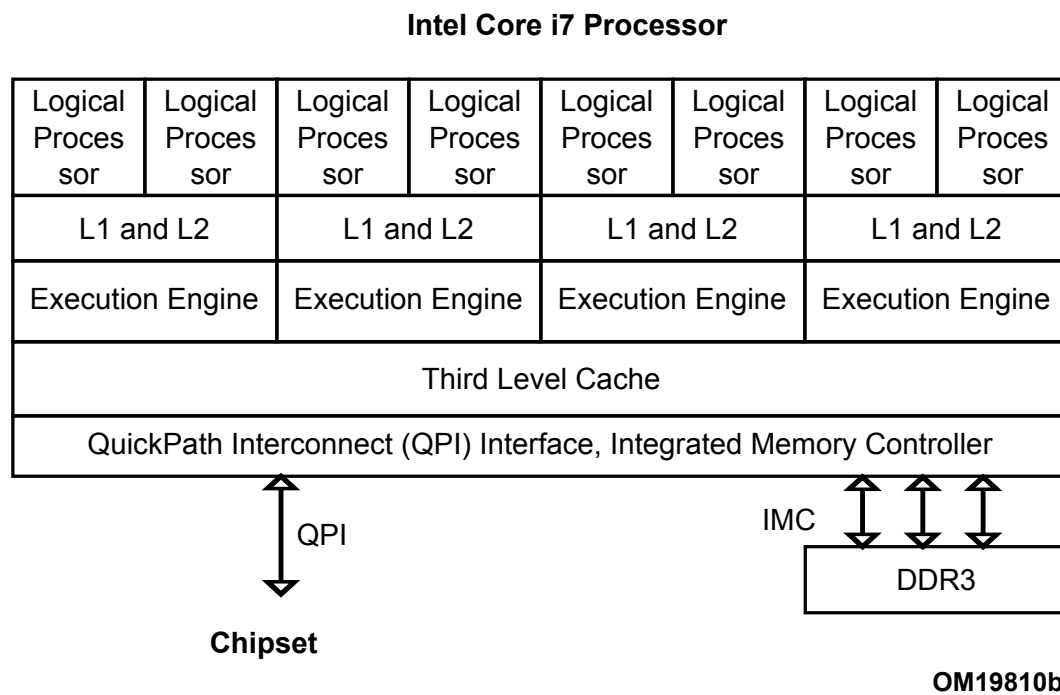 Intel Core i7 Processor
Logical Logical Logical Logical Logical Logical Logical Logical
Proces Proces Proces Proces Proces Proces Proces Proces
sor sor sor sor sor sor sor sor
L1 and L2 L1 and L2 L1 and L2 L1 and L2
Execution Engine Execution Engine Execution Engine Execution Engine
Third Level Cache
QuickPath Interconnect (QPI) Interface, Integrated Memory Controller
QPI IMC
DDR3
Chipset
OM19810b